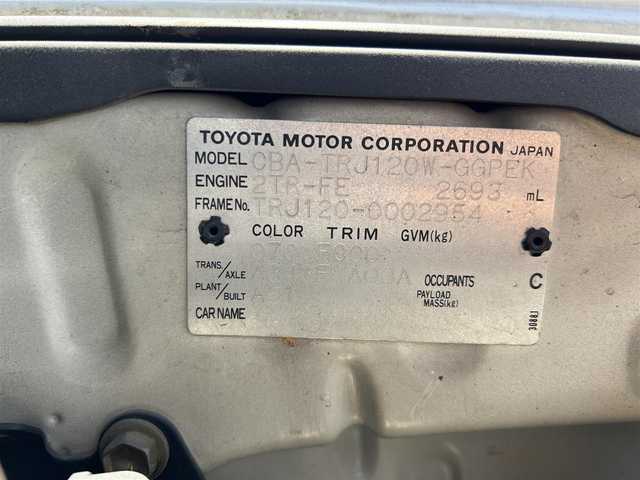 TOYOTA MOTOR CORPORATION JAPAN
MODEL CBA-TRJ120W-GGPEK
ENGINE 2TR-FE 2693 mL
FRAME No. TRJ120-0002954
COLOR TRIM GVM(kg)
TRANS./AXLE OCCUPANTS C
PLANT/BUILT A PAYLOAD MASS(kg)
CAR NAME
30883